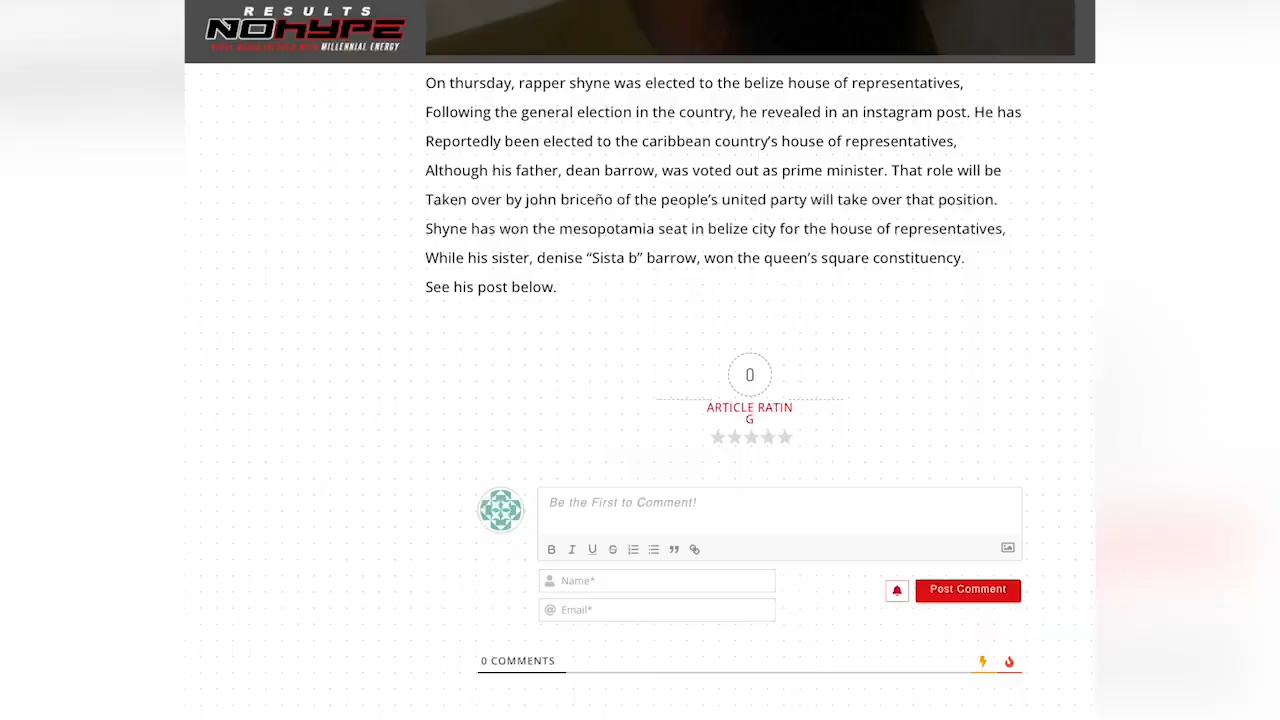 RESULTS
NOHYPE
MILLENNIAL ENERGY
On thursday, rapper shyne was elected to the belize house of representatives,
Following the general election in the country, he revealed in an instagram post. He has
Reportedly been elected to the caribbean country’s house of representatives,
Although his father, dean barrow, was voted out as prime minister. That role will be
Taken over by john briceño of the people’s united party will take over that position.
Shyne has won the mesopotamia seat in belize city for the house of representatives,
While his sister, denise “Sista b” barrow, won the queen’s square constituency.
See his post below.
0
ARTICLE RATIN
G
Be the First to Comment!
B I U S
Name*
Post Comment
Email*
0 COMMENTS